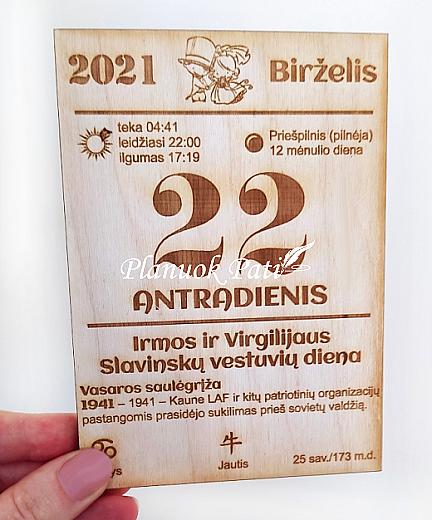 2021 Birželis
teka 04:41
leidžiasi 22:00
ilgumas 17:19
Priešpilnis (pilnėja)
12 mėnulio diena
22
Planuok Pati
ANTRADIENIS
Irmos ir Virgilijaus
Slavinskų vestuvių diena
Vasaros saulėgrįža
1941 – 1941 – Kaune LAF ir kitų patriotinių organizacijų
pastangomis prasidėjo sukilimas prieš sovietų valdžią.
牛
Jautis
25 sav./173 m.d.